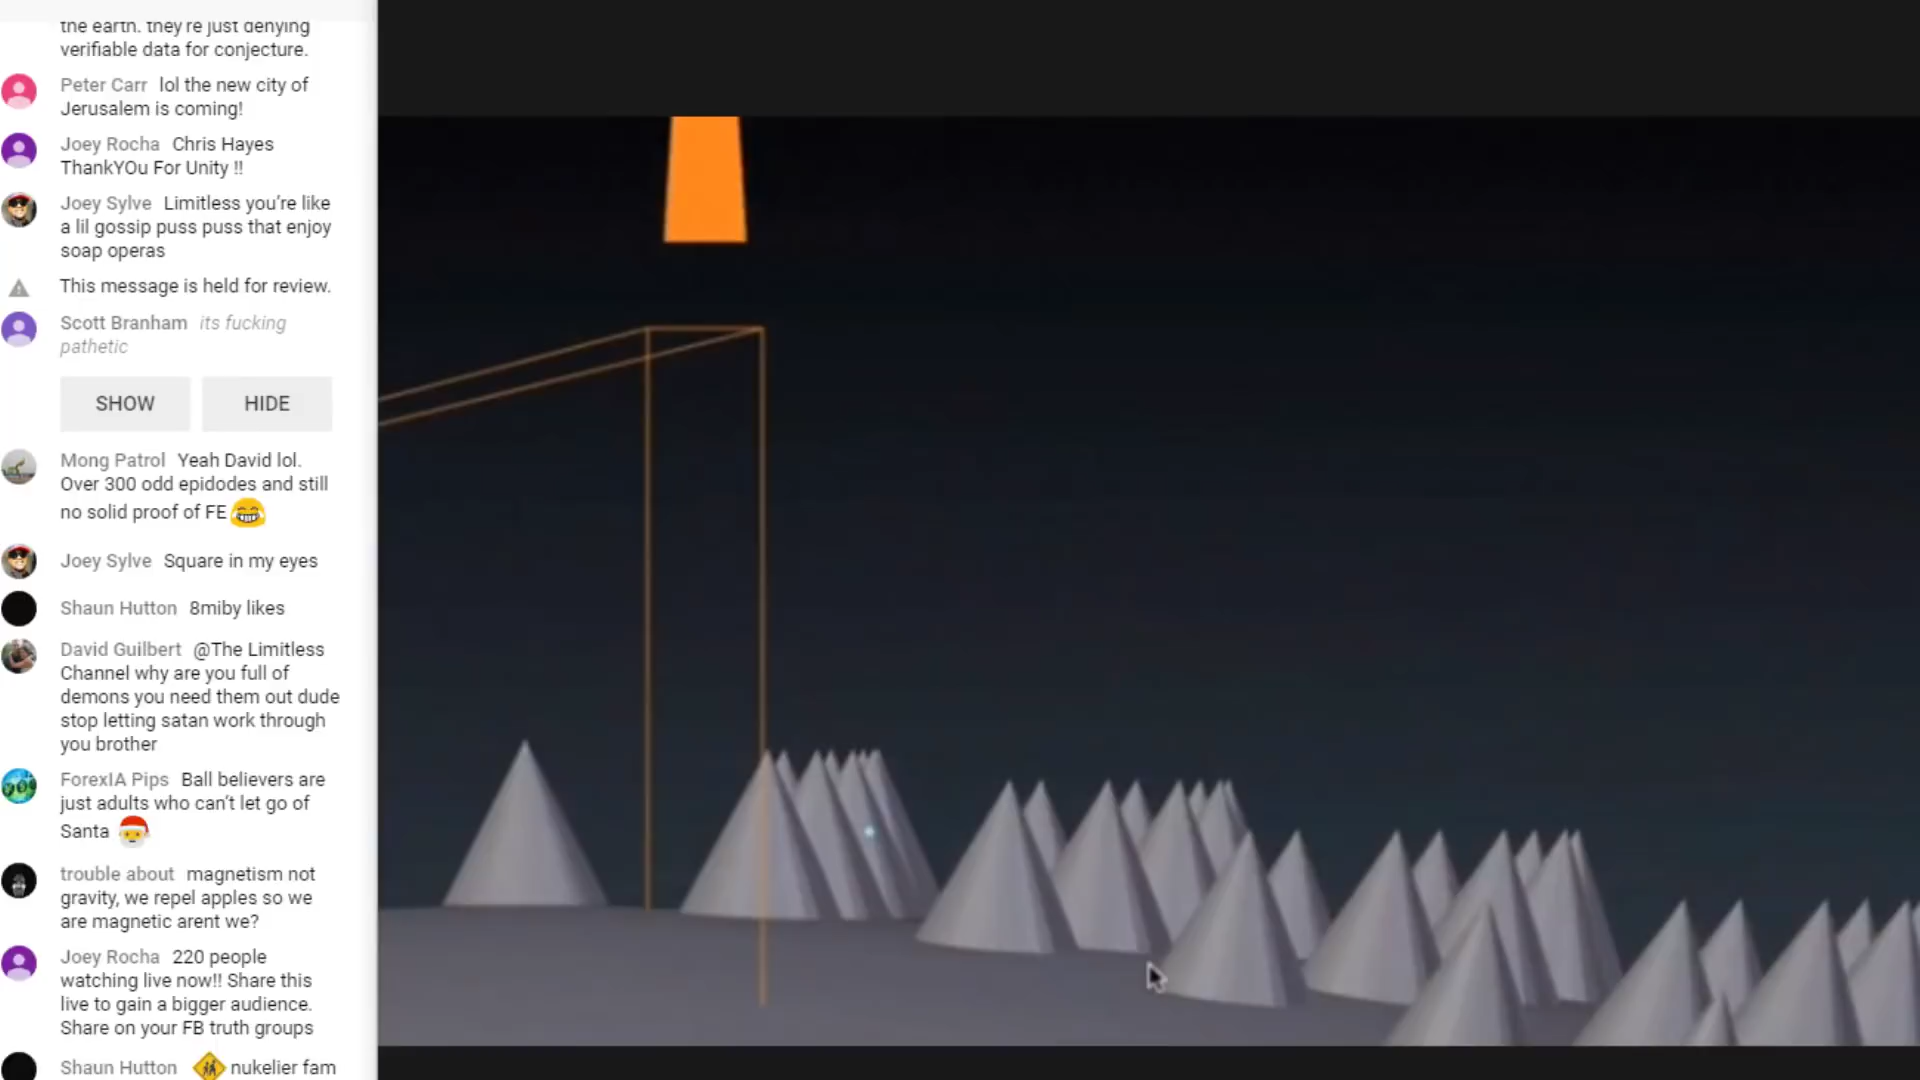 the earth. they're just denying
verifiable data for conjecture.
Peter Carr lol the new city of
Jerusalem is coming!
Joey Rocha Chris Hayes
ThankYOu For Unity !!
Joey Sylve Limitless you're like
a lil gossip puss puss that enjoy
soap operas
This message is held for review.
Scott Branham its fucking
pathetic
SHOW HIDE
Mong Patrol Yeah David lol.
Over 300 odd epidodes and still
no solid proof of FE
Joey Sylve Square in my eyes
Shaun Hutton 8miby likes
David Guilbert @The Limitless
Channel why are you full of
demons you need them out dude
stop letting satan work through
you brother
ForexIA Pips Ball believers are
just adults who can't let go of
Santa
trouble about magnetism not
gravity, we repel apples so we
are magnetic arent we?
Joey Rocha 220 people
watching live now!! Share this
live to gain a bigger audience.
Share on your FB truth groups
Shaun Hutton nukelier fam